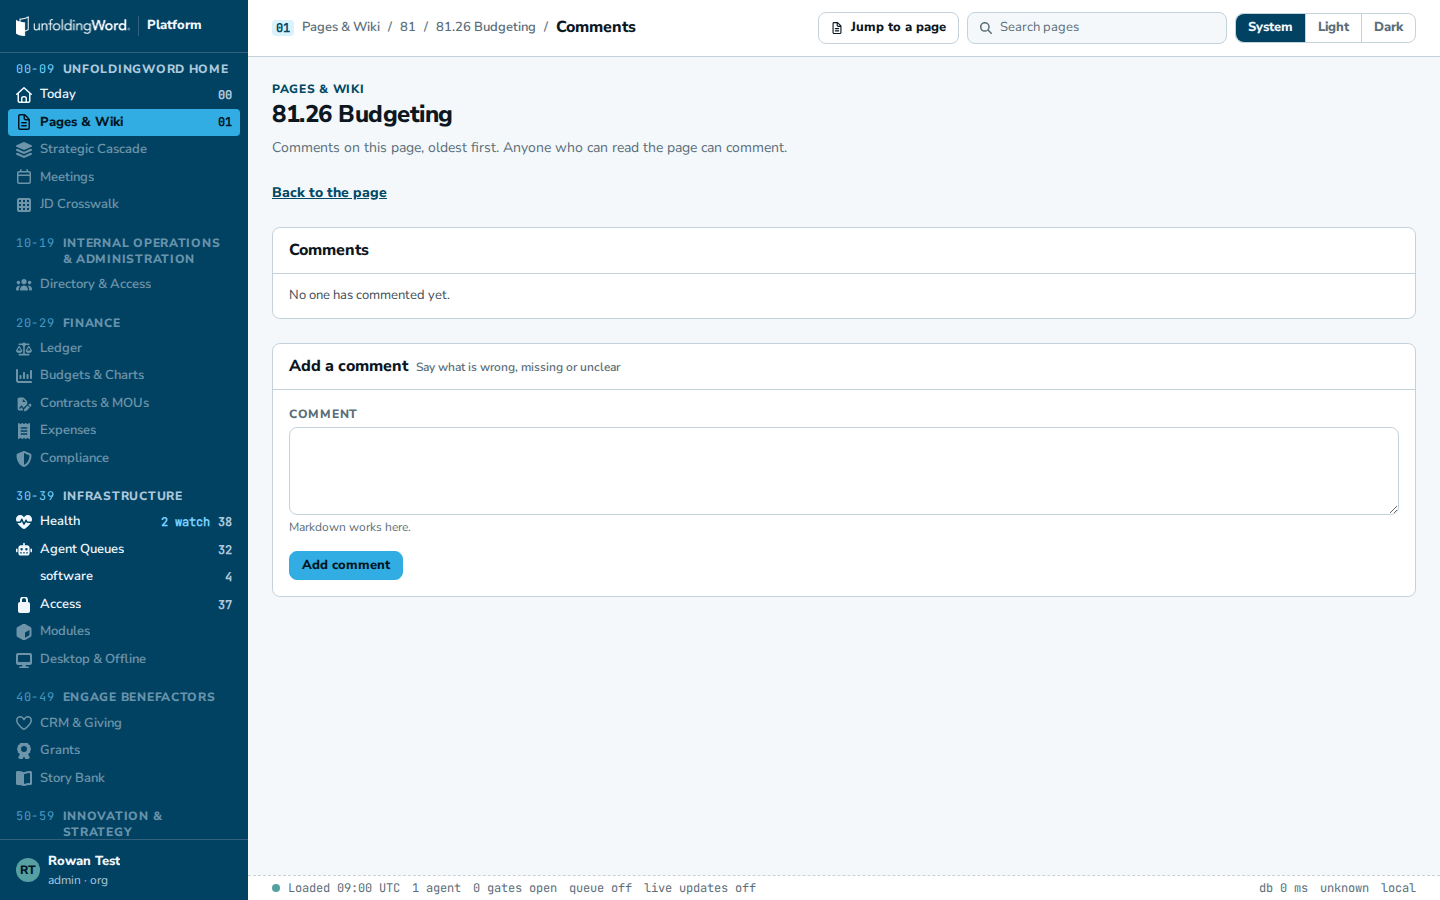 unfoldingWord Platform
00-09 UNFOLDINGWORD HOME
Today 00
Pages & Wiki 01
Strategic Cascade
Meetings
JD Crosswalk
10-19 INTERNAL OPERATIONS
& ADMINISTRATION
Directory & Access
20-29 FINANCE
Ledger
Budgets & Charts
Contracts & MOUs
Expenses
Compliance
30-39 INFRASTRUCTURE
Health 2 watch 38
Agent Queues 32
software 4
Access 37
Modules
Desktop & Offline
40-49 ENGAGE BENEFACTORS
CRM & Giving
Grants
Story Bank
50-59 INNOVATION &
STRATEGY
RT Rowan Test
admin · org
01 Pages & Wiki / 81 / 81.26 Budgeting / Comments
Jump to a page
Search pages
System Light Dark
PAGES & WIKI
81.26 Budgeting
Comments on this page, oldest first. Anyone who can read the page can comment.
Back to the page
Comments
No one has commented yet.
Add a comment Say what is wrong, missing or unclear
COMMENT
Markdown works here.
Add comment
Loaded 09:00 UTC 1 agent 0 gates open queue off live updates off
db 0 ms unknown local